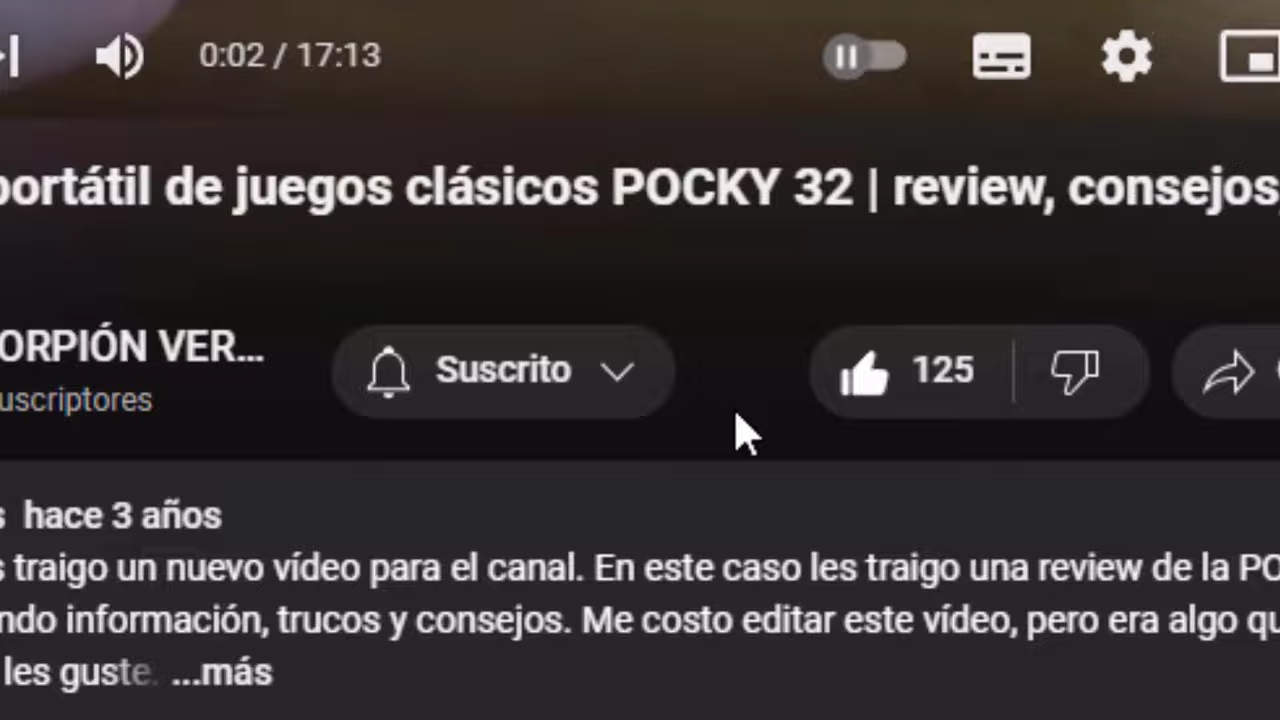 0:02 / 17:13
portátil de juegos clásicos POCKY 32 | review, consejos
ORPIÓN VER...
Suscrito
125
uscriptores
s hace 3 años
s traigo un nuevo vídeo para el canal. En este caso les traigo una review de la PO
ndo información, trucos y consejos. Me costo editar este vídeo, pero era algo qu
les guste. ...más